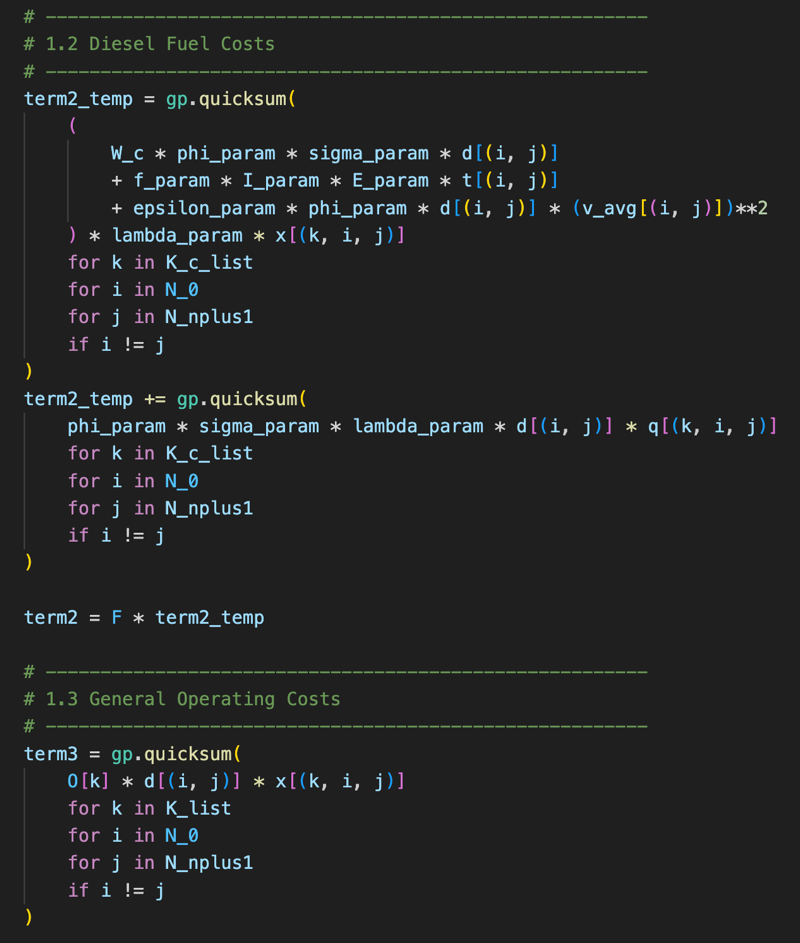 # -------------------------------------------------------
# 1.2 Diesel Fuel Costs
# -------------------------------------------------------
term2_temp = gp.quicksum(
    (
        W_c * phi_param * sigma_param * d[(i, j)]
        + f_param * I_param * E_param * t[(i, j)]
        + epsilon_param * phi_param * d[(i, j)] * (v_avg[(i, j)])**2
    ) * lambda_param * x[(k, i, j)]
    for k in K_c_list
    for i in N_0
    for j in N_nplus1
    if i != j
)
term2_temp += gp.quicksum(
    phi_param * sigma_param * lambda_param * d[(i, j)] * q[(k, i, j)]
    for k in K_c_list
    for i in N_0
    for j in N_nplus1
    if i != j
)

term2 = F * term2_temp

# -------------------------------------------------------
# 1.3 General Operating Costs
# -------------------------------------------------------
term3 = gp.quicksum(
    O[k] * d[(i, j)] * x[(k, i, j)]
    for k in K_list
    for i in N_0
    for j in N_nplus1
    if i != j
)